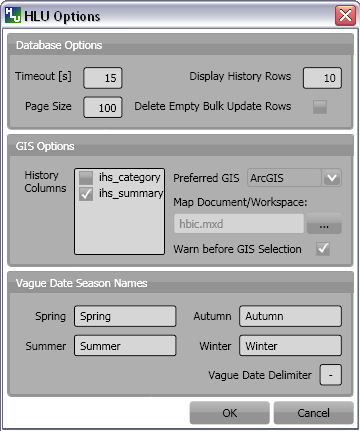 HLU HLU Options
Database Options
Timeout [s] 15 Display History Rows 10
Page Size 100 Delete Empty Bulk Update Rows
GIS Options
History Columns ihs_category Preferred GIS ArcGIS
ihs_summary
Map Document/Workspace:
hbic.mxd ...
Warn before GIS Selection
Vague Date Season Names
Spring Spring Autumn Autumn
Summer Summer Winter Winter
Vague Date Delimiter -
OK Cancel